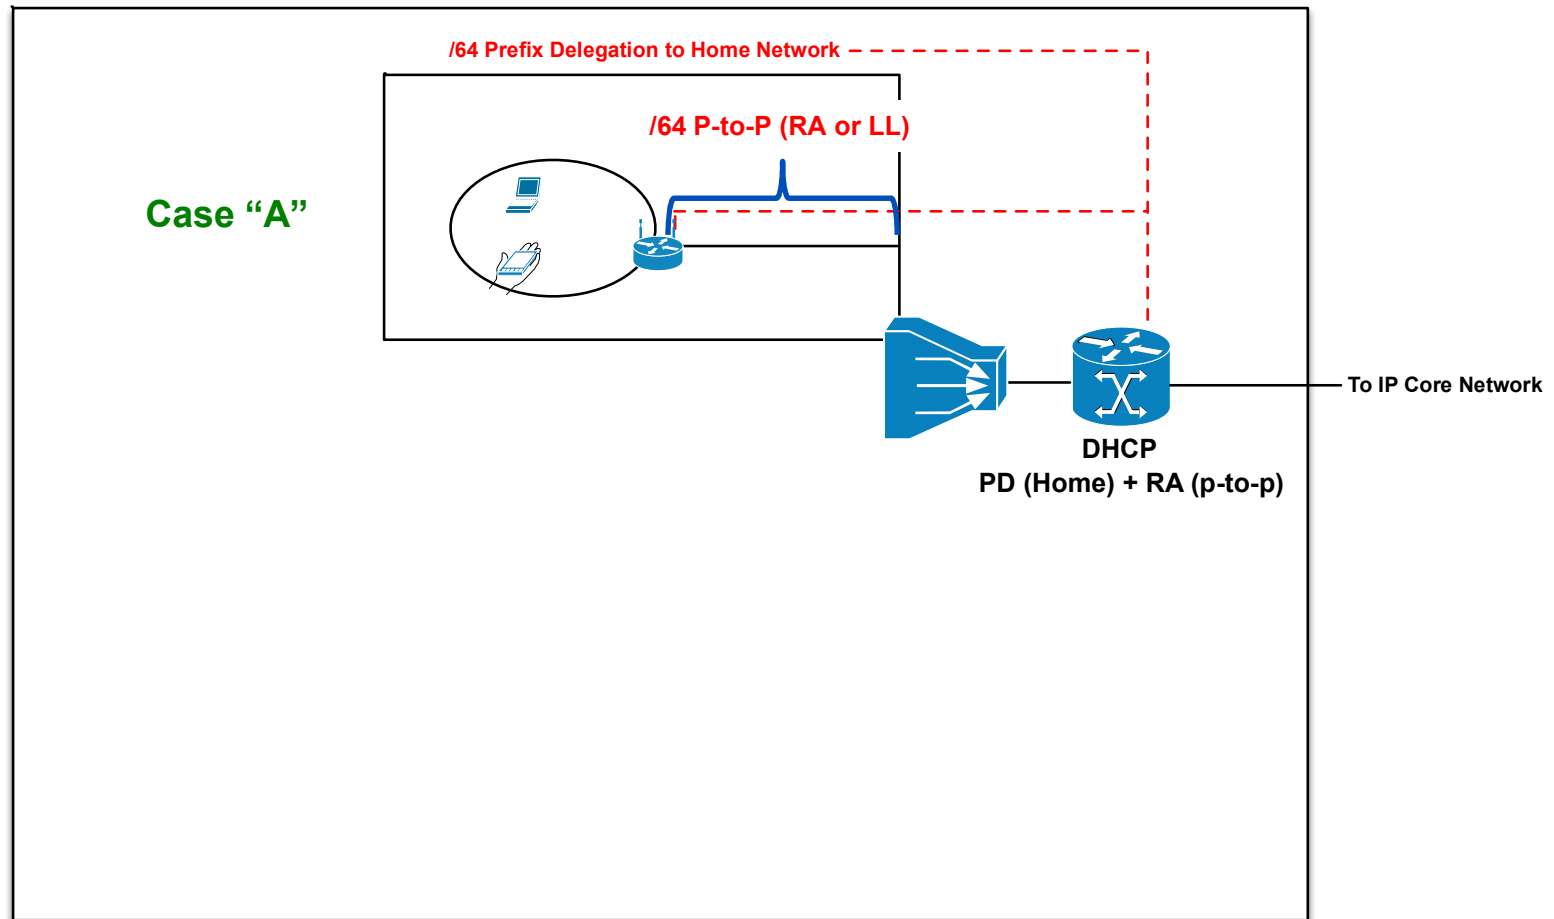 /64 Prefix Delegation to Home Network
/64 P-to-P (RA or LL)
Case “A”
To IP Core Network
DHCP
PD (Home) + RA (p-to-p)